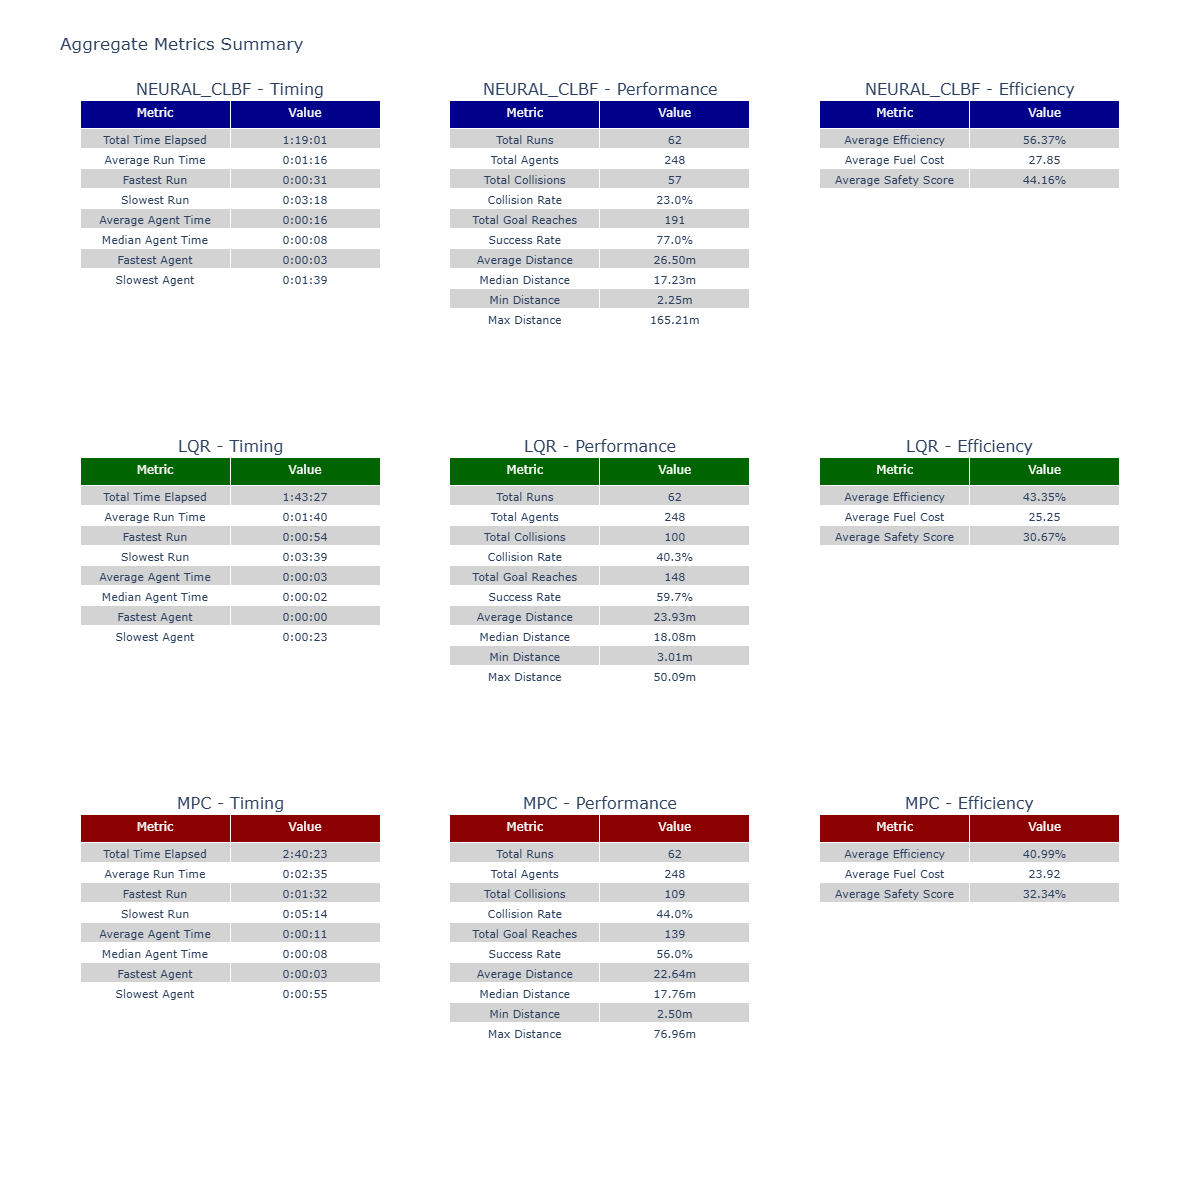 Aggregate Metrics Summary
NEURAL_CLBF - Timing
Metric Value
Total Time Elapsed 1:19:01
Average Run Time 0:01:16
Fastest Run 0:00:31
Slowest Run 0:03:18
Average Agent Time 0:00:16
Median Agent Time 0:00:08
Fastest Agent 0:00:03
Slowest Agent 0:01:39
NEURAL_CLBF - Performance
Metric Value
Total Runs 62
Total Agents 248
Total Collisions 57
Collision Rate 23.0%
Total Goal Reaches 191
Success Rate 77.0%
Average Distance 26.50m
Median Distance 17.23m
Min Distance 2.25m
Max Distance 165.21m
NEURAL_CLBF - Efficiency
Metric Value
Average Efficiency 56.37%
Average Fuel Cost 27.85
Average Safety Score 44.16%
LQR - Timing
Metric Value
Total Time Elapsed 1:43:27
Average Run Time 0:01:40
Fastest Run 0:00:54
Slowest Run 0:03:39
Average Agent Time 0:00:03
Median Agent Time 0:00:02
Fastest Agent 0:00:00
Slowest Agent 0:00:23
LQR - Performance
Metric Value
Total Runs 62
Total Agents 248
Total Collisions 100
Collision Rate 40.3%
Total Goal Reaches 148
Success Rate 59.7%
Average Distance 23.93m
Median Distance 18.08m
Min Distance 3.01m
Max Distance 50.09m
LQR - Efficiency
Metric Value
Average Efficiency 43.35%
Average Fuel Cost 25.25
Average Safety Score 30.67%
MPC - Timing
Metric Value
Total Time Elapsed 2:40:23
Average Run Time 0:02:35
Fastest Run 0:01:32
Slowest Run 0:05:14
Average Agent Time 0:00:11
Median Agent Time 0:00:08
Fastest Agent 0:00:03
Slowest Agent 0:00:55
MPC - Performance
Metric Value
Total Runs 62
Total Agents 248
Total Collisions 109
Collision Rate 44.0%
Total Goal Reaches 139
Success Rate 56.0%
Average Distance 22.64m
Median Distance 17.76m
Min Distance 2.50m
Max Distance 76.96m
MPC - Efficiency
Metric Value
Average Efficiency 40.99%
Average Fuel Cost 23.92
Average Safety Score 32.34%